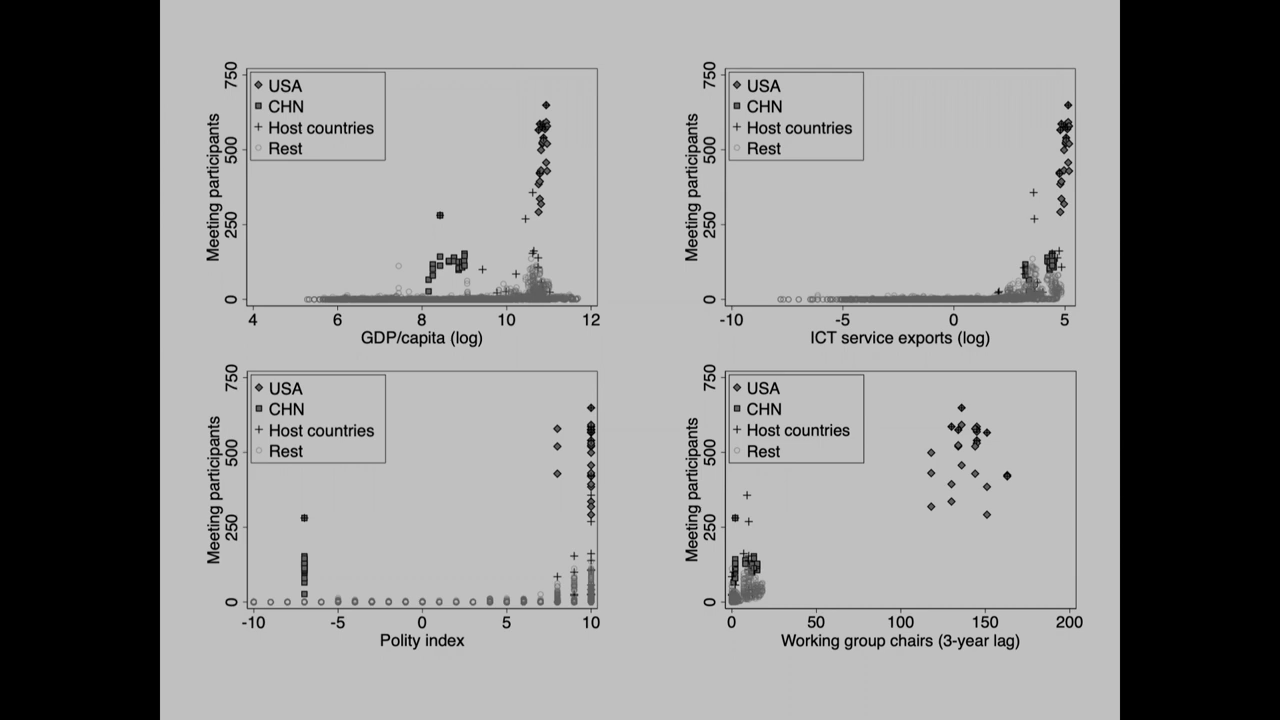 Meeting participants
0 250 500 750
USA
CHN
Host countries
Rest
4 6 8 10 12
GDP/capita (log)
Meeting participants
0 250 500 750
USA
CHN
Host countries
Rest
-10 -5 0 5
ICT service exports (log)
Meeting participants
0 250 500 750
USA
CHN
Host countries
Rest
-10 -5 0 5 10
Polity index
Meeting participants
0 250 500 750
USA
CHN
Host countries
Rest
0 50 100 150 200
Working group chairs (3-year lag)